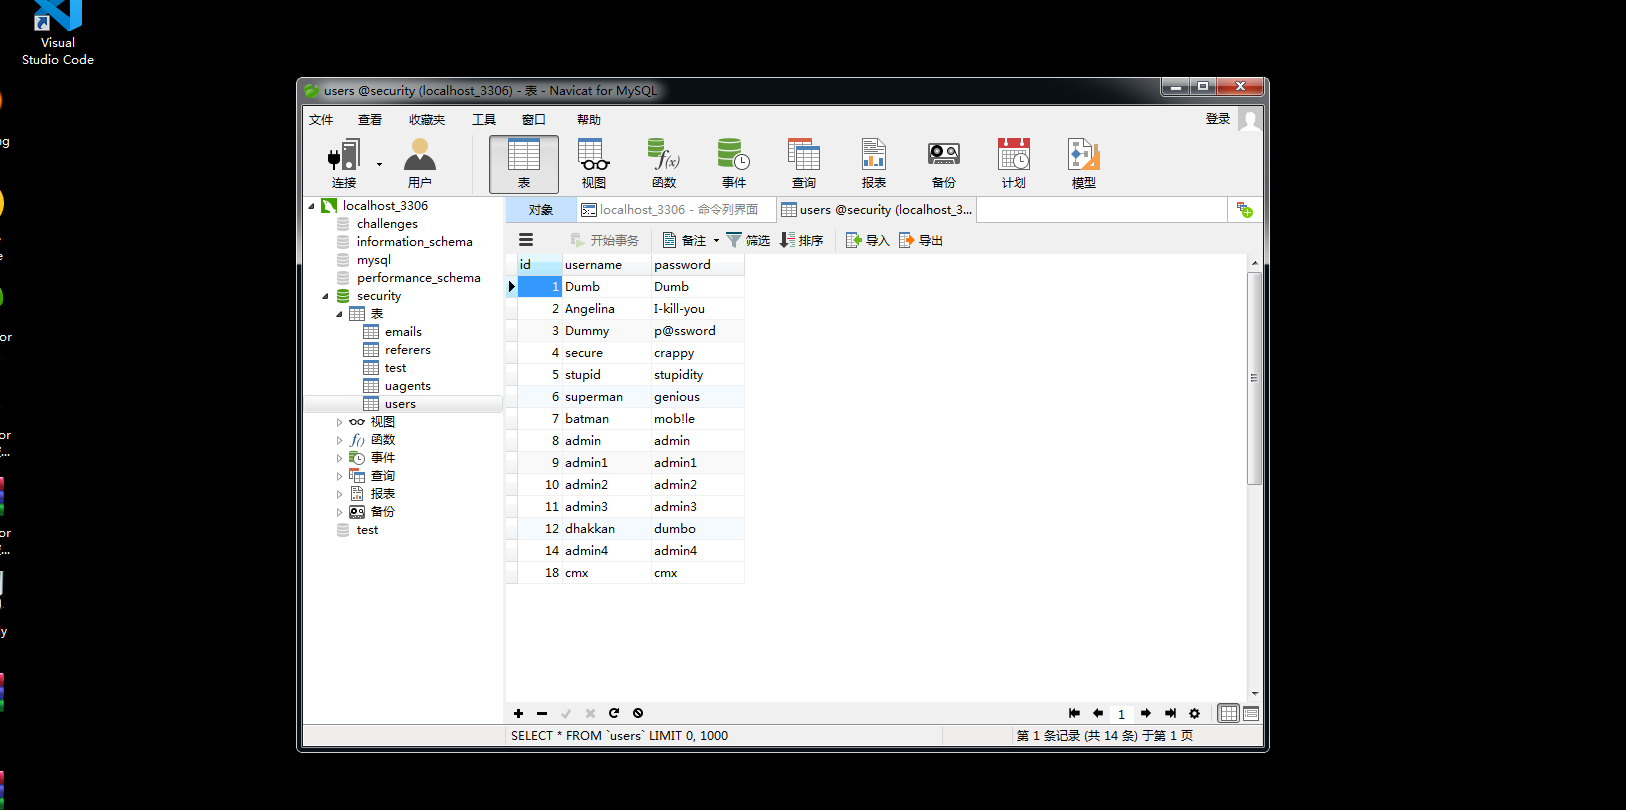 Visual
Studio Code
ng
e
or
or
...
or
...
y
users @security (localhost_3306) - 表 - Navicat for MySQL
文件 查看 收藏夹 工具 窗口 帮助 登录
连接 用户 表 视图 函数 事件 查询 报表 备份 计划 模型
localhost_3306
challenges
information_schema
mysql
performance_schema
security
表
emails
referers
test
uagents
users
视图
函数
事件
查询
报表
备份
test
对象 localhost_3306 - 命令列界面 users @security (localhost_3...
开始事务 备注 筛选 排序 导入 导出
id username password
1 Dumb Dumb
2 Angelina I-kill-you
3 Dummy p@ssword
4 secure crappy
5 stupid stupidity
6 superman genious
7 batman mob!le
8 admin admin
9 admin1 admin1
10 admin2 admin2
11 admin3 admin3
12 dhakkan dumbo
14 admin4 admin4
18 cmx cmx
1
SELECT * FROM `users` LIMIT 0, 1000 第 1 条记录 (共 14 条) 于第 1 页